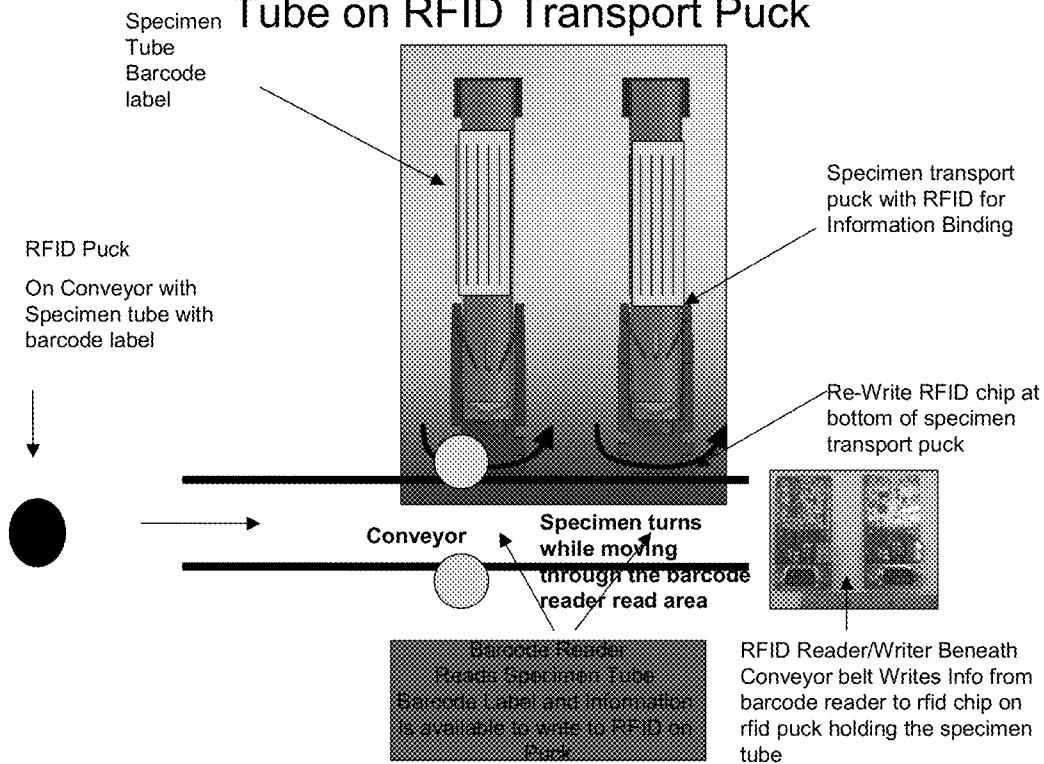 Tube on RFID Transport Puck
Specimen
Tube
Barcode
label
Specimen transport
puck with RFID for
Information Binding
RFID Puck
On Conveyor with
Specimen tube with
barcode label
Re-Write RFID chip at
bottom of specimen
transport puck
Conveyor
Specimen turns
while moving
through the barcode
reader read area
Barcode Reader
Reads Specimen Tube
Barcode Label and Information
is available to write to RFID on
Puck
RFID Reader/Writer Beneath
Conveyor belt Writes Info from
barcode reader to rfid chip on
rfid puck holding the specimen
tube